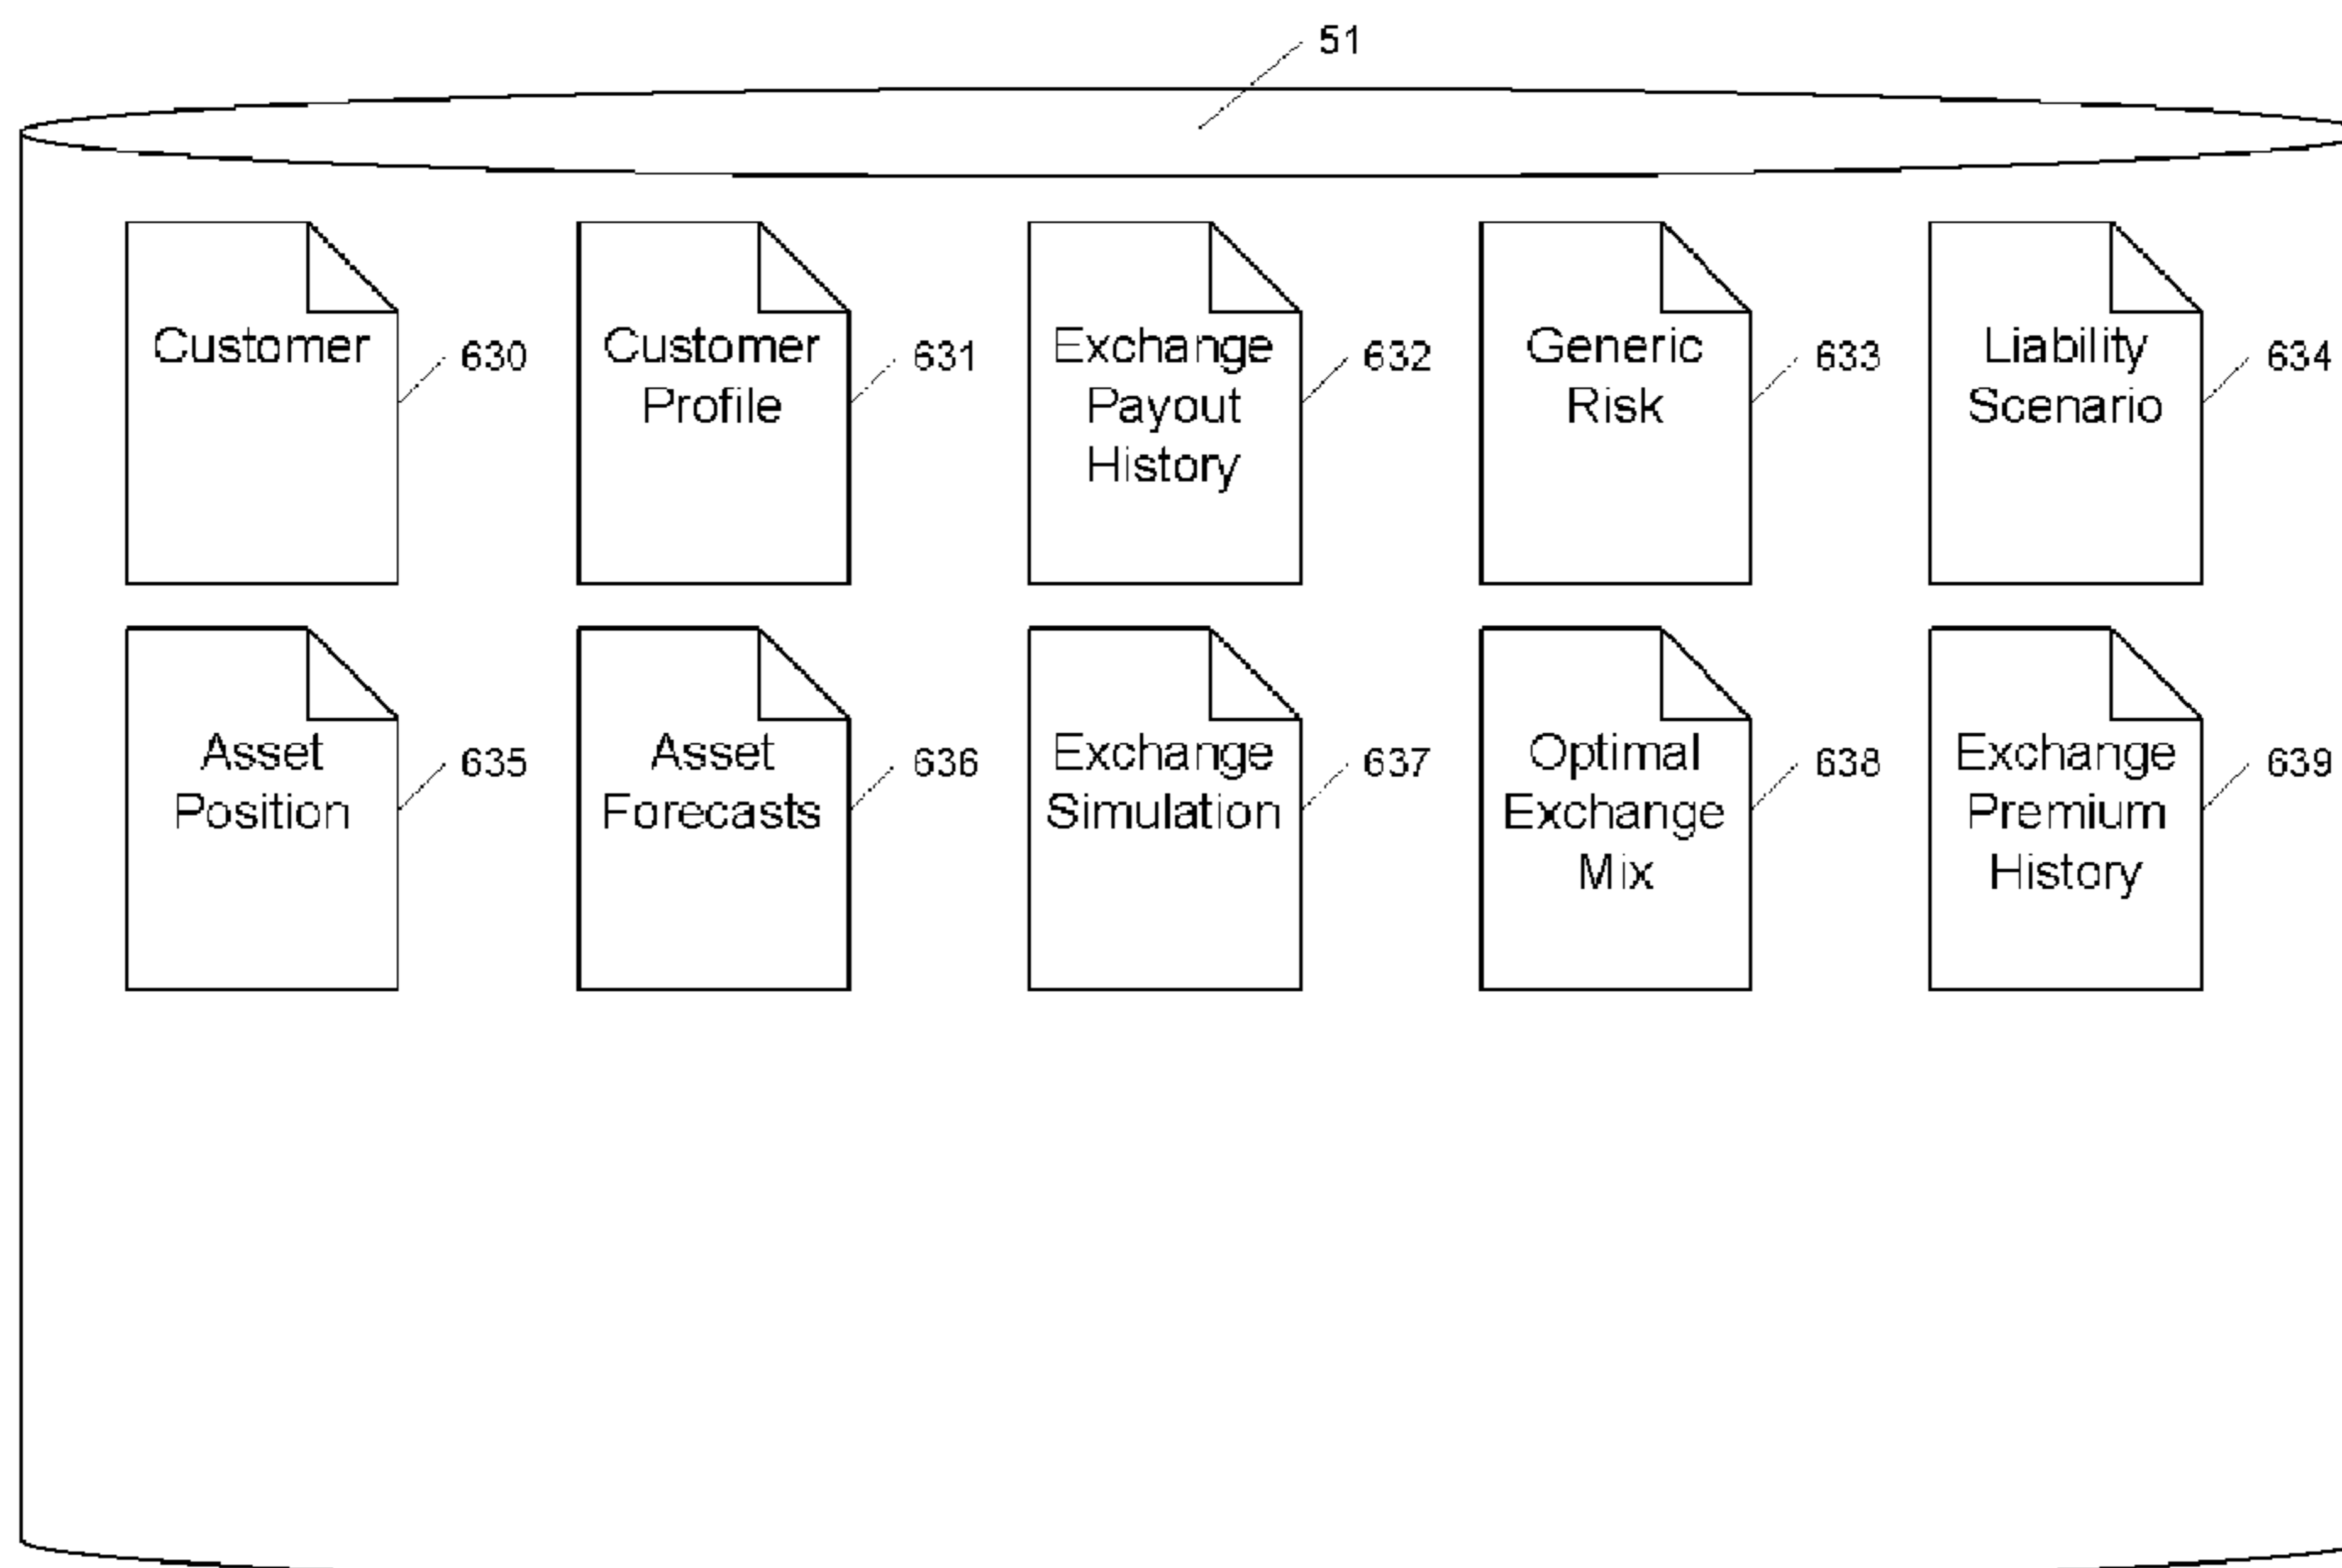 51
Customer
630
Customer
Profile
631
Exchange
Payout
History
632
Generic
Risk
633
Liability
Scenario
634
Asset
Position
635
Asset
Forecasts
636
Exchange
Simulation
637
Optimal
Exchange
Mix
638
Exchange
Premium
History
639